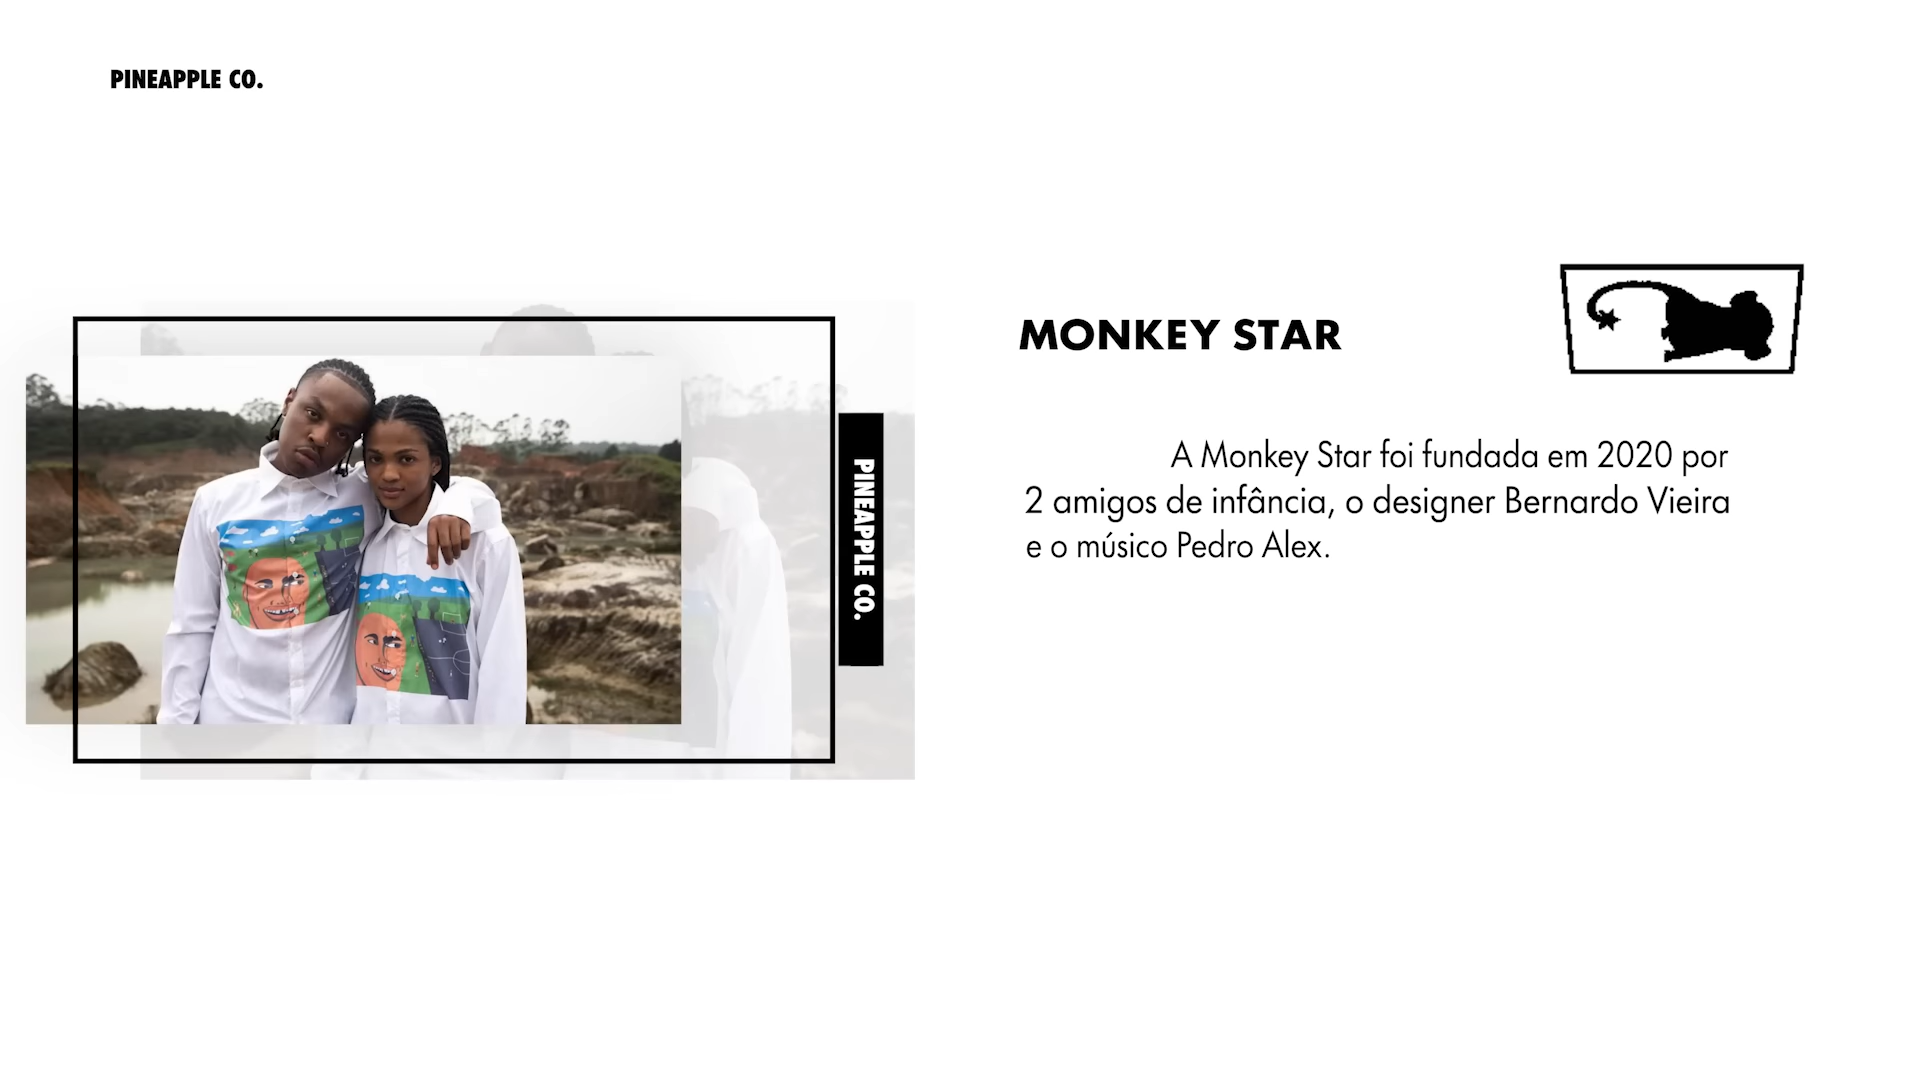 PINEAPPLE CO.
PINEAPPLE CO.
MONKEY STAR
A Monkey Star foi fundada em 2020 por
2 amigos de infância, o designer Bernardo Vieira
e o músico Pedro Alex.